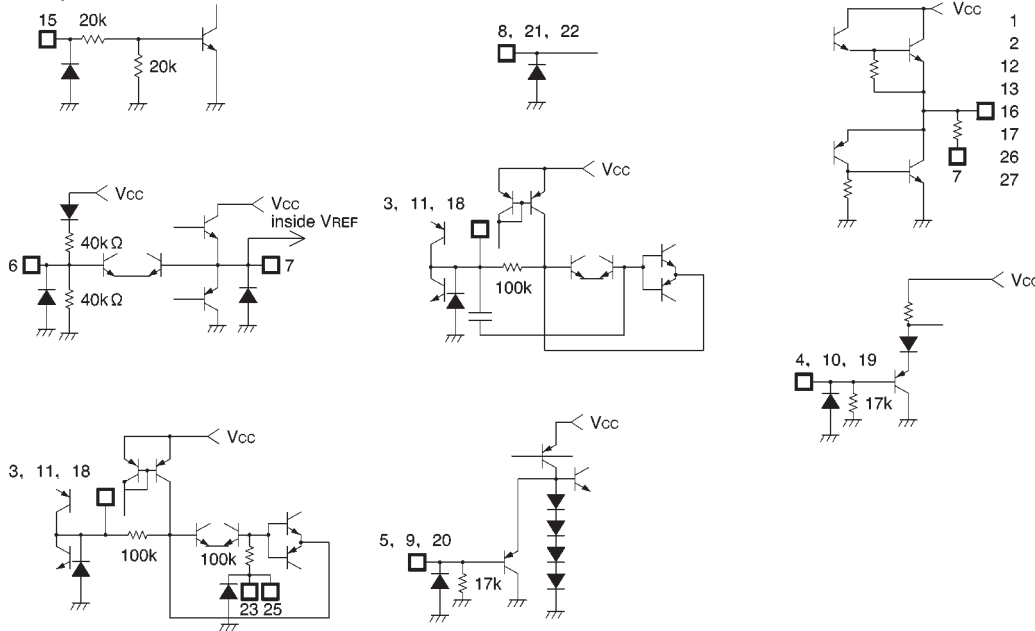 15
20k
20k
8, 21, 22
VCC
1
2
12
13
16
17
26
27
7
VCC
40kΩ
40kΩ
6
VCC
inside VREF
7
3, 11, 18
VCC
100k
VCC
4, 10, 19
17k
3, 11, 18
VCC
100k
100k
23 25
5, 9, 20
VCC
17k